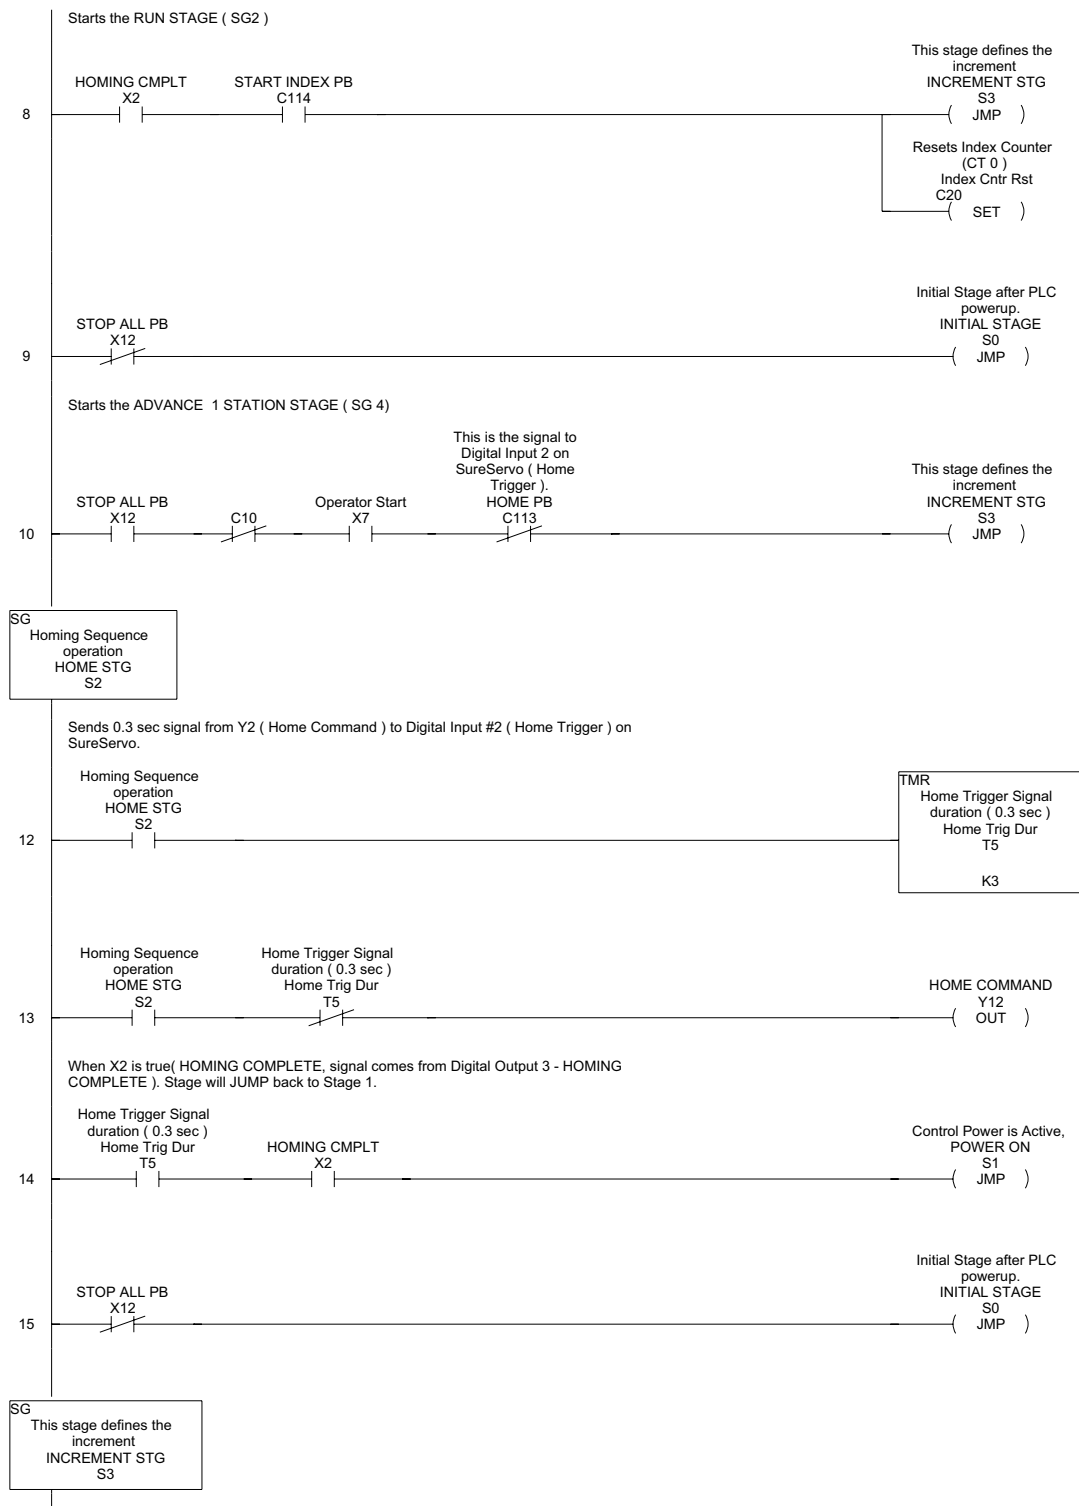 Starts the RUN STAGE ( SG2 )
This stage defines the
increment
HOMING CMPLT START INDEX PB INCREMENT STG
X2 C114 S3
8 JMP
Resets Index Counter
(CT 0 )
Index Cntr Rst
C20
SET
Initial Stage after PLC
powerup.
STOP ALL PB INITIAL STAGE
X12 S0
9 JMP
Starts the ADVANCE 1 STATION STAGE ( SG 4)
This is the signal to
Digital Input 2 on
SureServo ( Home This stage defines the
Trigger ). increment
STOP ALL PB Operator Start HOME PB INCREMENT STG
X12 C10 X7 C113 S3
10 JMP
SG
Homing Sequence
operation
HOME STG
S2
Sends 0.3 sec signal from Y2 ( Home Command ) to Digital Input #2 ( Home Trigger ) on
SureServo.
Homing Sequence TMR
operation Home Trigger Signal
HOME STG duration ( 0.3 sec )
S2 Home Trig Dur
12 T5
K3
Homing Sequence Home Trigger Signal
operation duration ( 0.3 sec )
HOME STG Home Trig Dur HOME COMMAND
S2 T5 Y12
13 OUT
When X2 is true( HOMING COMPLETE, signal comes from Digital Output 3 - HOMING
COMPLETE ). Stage will JUMP back to Stage 1.
Home Trigger Signal
duration ( 0.3 sec ) Control Power is Active,
Home Trig Dur HOMING CMPLT POWER ON
T5 X2 S1
14 JMP
Initial Stage after PLC
powerup.
STOP ALL PB INITIAL STAGE
X12 S0
15 JMP
SG
This stage defines the
increment
INCREMENT STG
S3